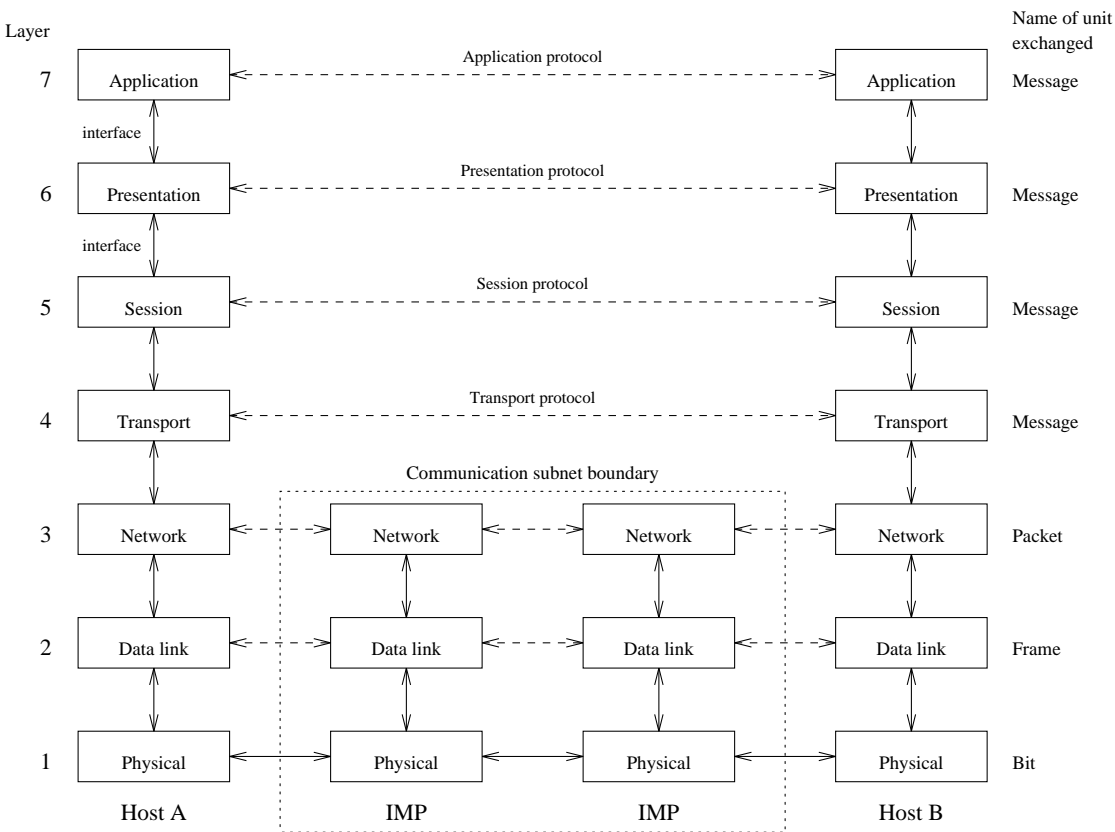 Name of unit
Layer
exchanged
Application protocol
7 Application Application Message
interface
Presentation protocol
6 Presentation Presentation Message
interface
Session protocol
5 Session Session Message
Transport protocol
4 Transport Transport Message
Communication subnet boundary
3 Network Network Network Network Packet
2 Data link Data link Data link Data link Frame
1 Physical Physical Physical Physical Bit
Host A IMP IMP Host B